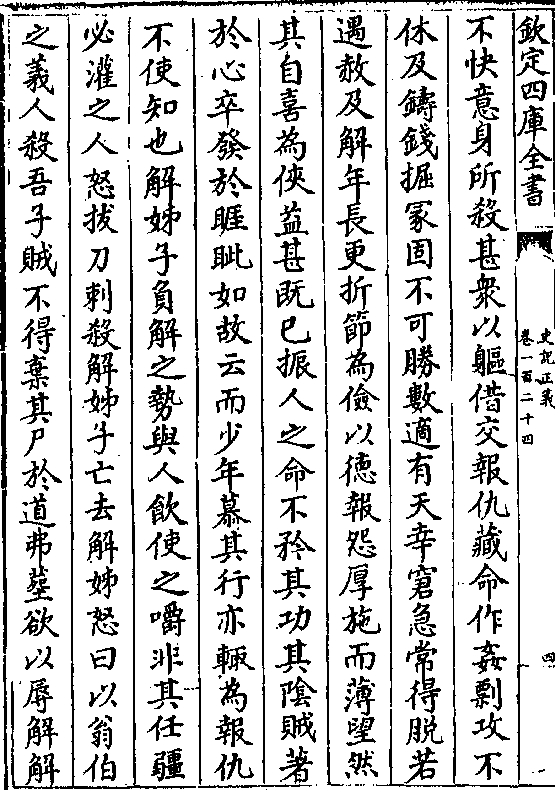 欽定四庫全書
史記正義
卷一百二十四
四
不快意身所殺甚衆以軀借交報仇藏命作姦剽攻不
休及鑄錢掘冢固不可勝數適有天幸窘急常得脱若
遇赦及解年長更折節為儉以德報怨厚施而薄望然
其自喜為俠益甚既已振人之命不矜其功其陰賊著
於心卒發於睚眦如故云而少年慕其行亦輒為報仇
不使知也解姊子負解之勢與人飲使之嚼非其任彊
必灌之人怒拔刀刺殺解姊子亡去解姊怒曰以翁伯
之義人殺吾子賊不得棄其尸於道弗葬欲以辱解解